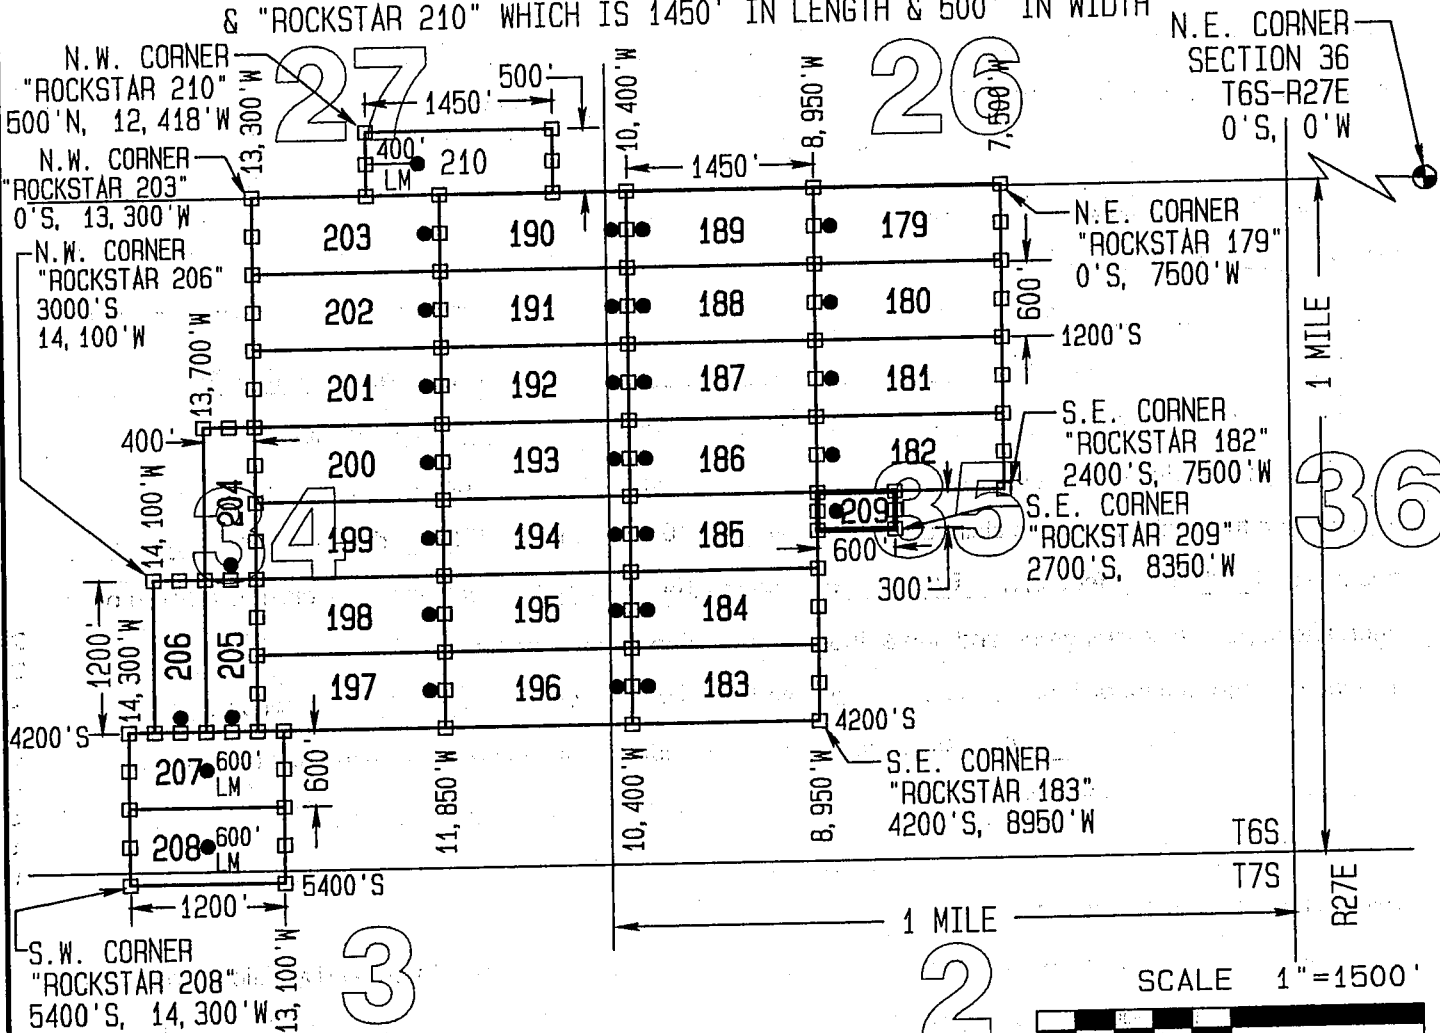 & "ROCKSTAR 210" WHICH IS 1450' IN LENGTH & 500' IN WIDTH
N.W. CORNER
"ROCKSTAR 210"
500'N, 12,418'W
27
26
N.E. CORNER
SECTION 36
T6S-R27E
0'S, 0'W
13,300'W.
1450'
500'
10,400'W.
8,950'W.
7,500'W.
400'
LM
210
1450'
N.W. CORNER
"ROCKSTAR 203"
0'S, 13,300'W
N.W. CORNER
"ROCKSTAR 206"
3000'S
14,100'W
203
190
189
179
N.E. CORNER
"ROCKSTAR 179"
0'S, 7500'W
202
191
188
180
600'
1200'S
1 MILE
13,700'W.
201
192
187
181
400'
200
193
186
182
S.E. CORNER
"ROCKSTAR 182"
2400'S, 7500'W
14,100'W.
204
34
35
36
199
194
185
209
600'
300'
S.E. CORNER
"ROCKSTAR 209"
2700'S, 8350'W
1200'
14,300'W.
206
205
198
195
184
197
196
183
4200'S
4200'S
207
600'
LM
600'
208
600'
LM
11,850'W.
10,400'W.
8,950'W.
S.E. CORNER
"ROCKSTAR 183"
4200'S, 8950'W
T6S
T7S
R27E
5400'S
1200'
1 MILE
S.W. CORNER
"ROCKSTAR 208"
5400'S, 14,300'W
13,100'W.
3
2
SCALE 1"=1500'